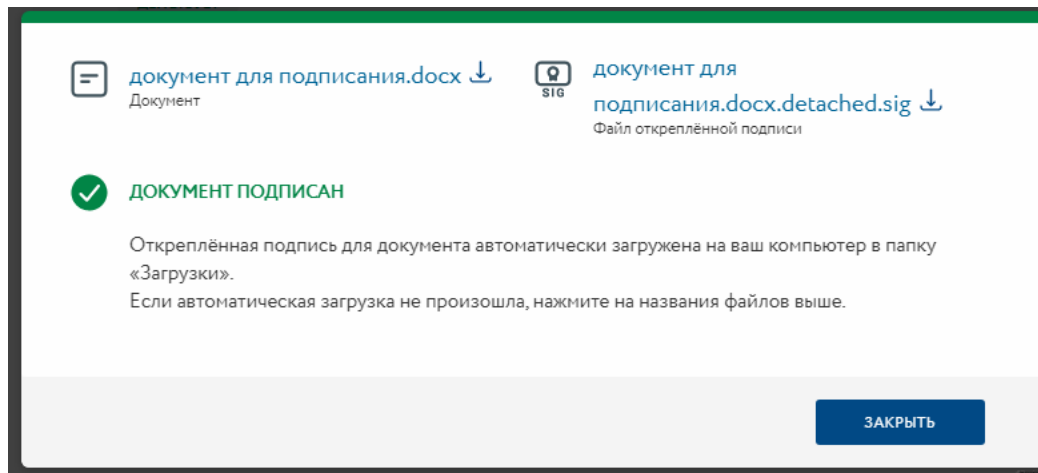 документ для подписания.docx
Документ
SIG
документ для
подписания.docx.detached.sig
Файл откреплённой подписи
ДОКУМЕНТ ПОДПИСАН
Откреплённая подпись для документа автоматически загружена на ваш компьютер в папку
«Загрузки».
Если автоматическая загрузка не произошла, нажмите на названия файлов выше.
ЗАКРЫТЬ